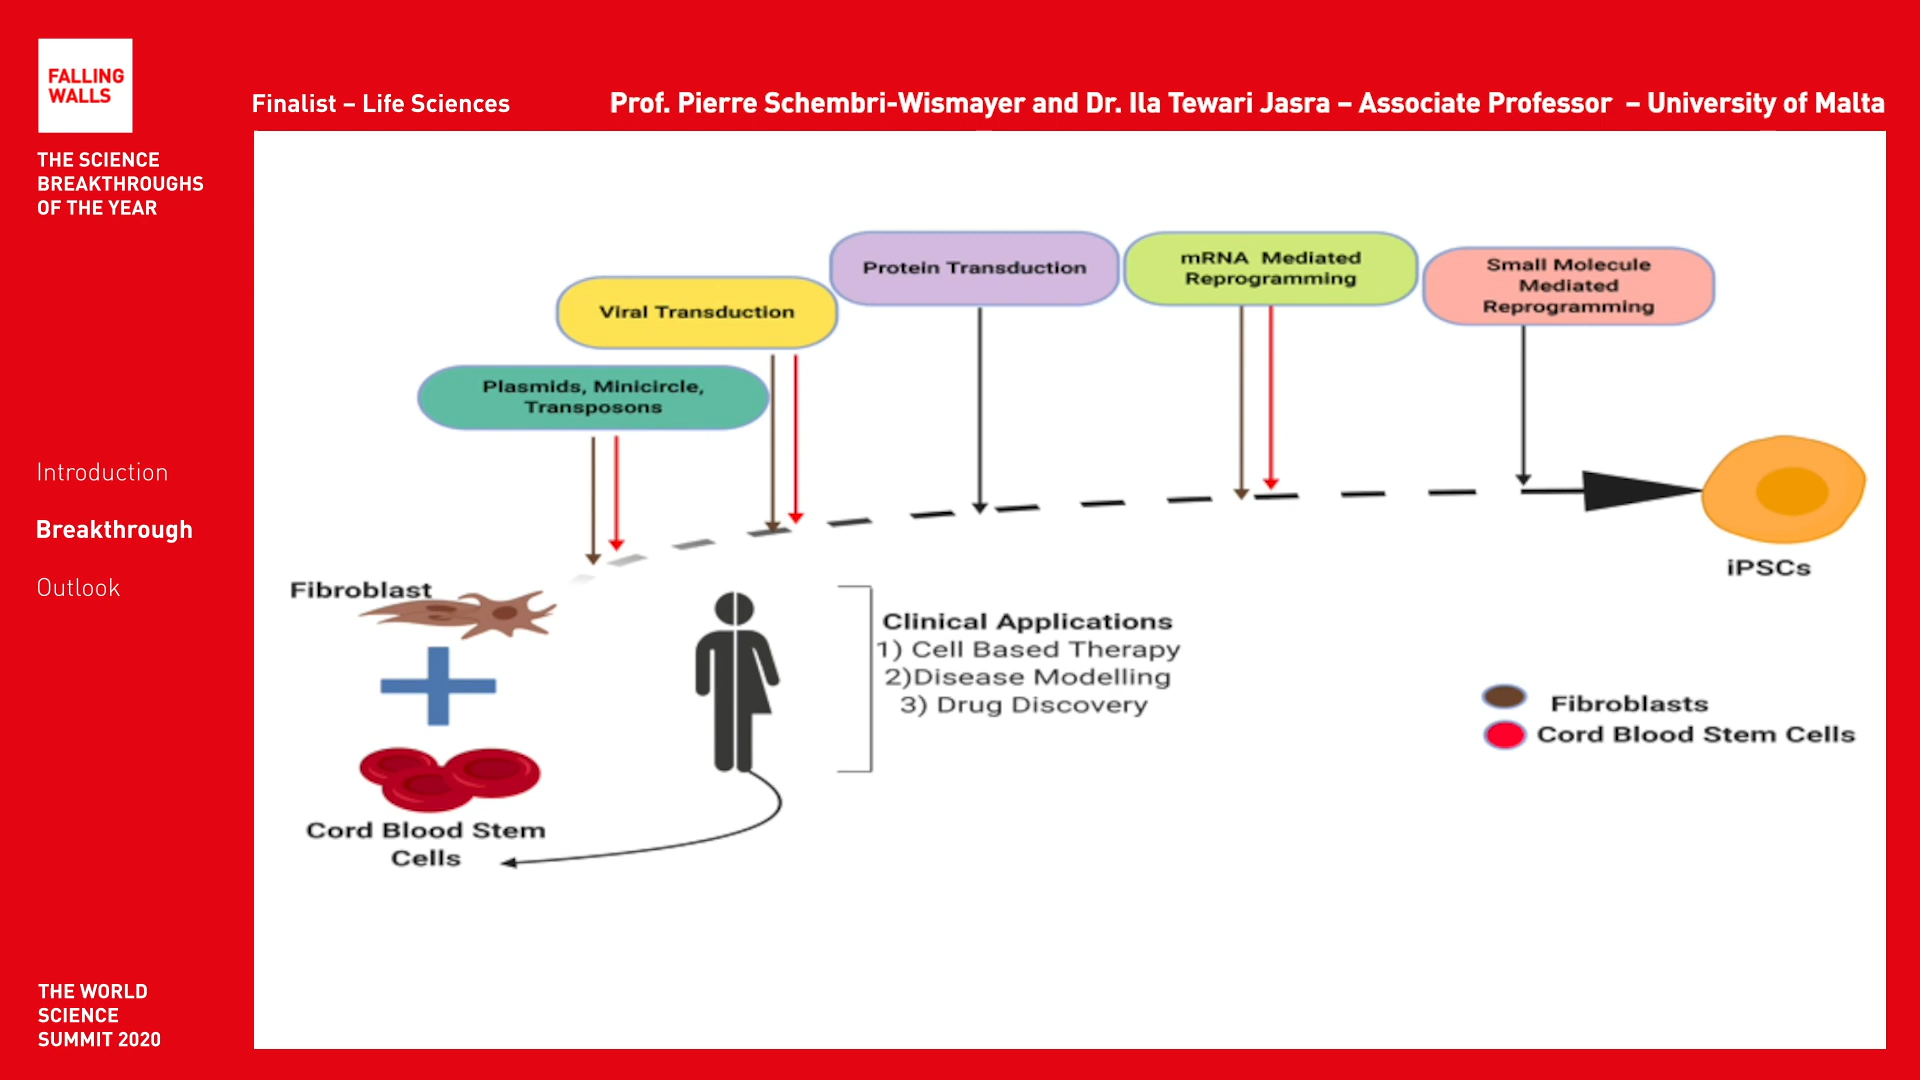 FALLING
WALLS
THE SCIENCE
BREAKTHROUGHS
OF THE YEAR
Finalist – Life Sciences
Prof. Pierre Schembri-Wismayer and Dr. Ila Tewari Jasra – Associate Professor – University of Malta
Introduction
Breakthrough
Outlook
THE WORLD
SCIENCE
SUMMIT 2020
Plasmids, Minicircle,
Transposons
Viral Transduction
Protein Transduction
mRNA Mediated
Reprogramming
Small Molecule
Mediated
Reprogramming
iPSCs
Fibroblast
Cord Blood Stem
Cells
Clinical Applications
1) Cell Based Therapy
2)Disease Modelling
3) Drug Discovery
Fibroblasts
Cord Blood Stem Cells